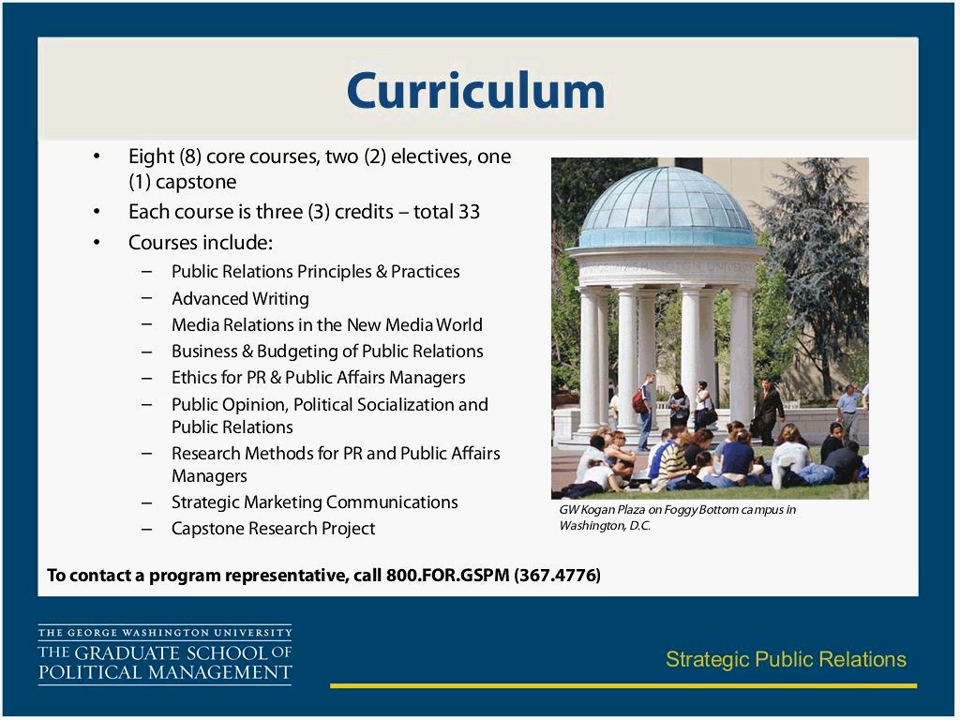 Curriculum
• Eight (8) core courses, two (2) electives, one
(1) capstone
• Each course is three (3) credits – total 33
• Courses include:
– Public Relations Principles & Practices
– Advanced Writing
– Media Relations in the New Media World
– Business & Budgeting of Public Relations
– Ethics for PR & Public Affairs Managers
– Public Opinion, Political Socialization and
Public Relations
– Research Methods for PR and Public Affairs
Managers
– Strategic Marketing Communications
– Capstone Research Project
GW Kogan Plaza on Foggy Bottom campus in
Washington, D.C.
To contact a program representative, call 800.FOR.GSPM (367.4776)
THE GEORGE WASHINGTON UNIVERSITY
THE GRADUATE SCHOOL OF
POLITICAL MANAGEMENT
Strategic Public Relations